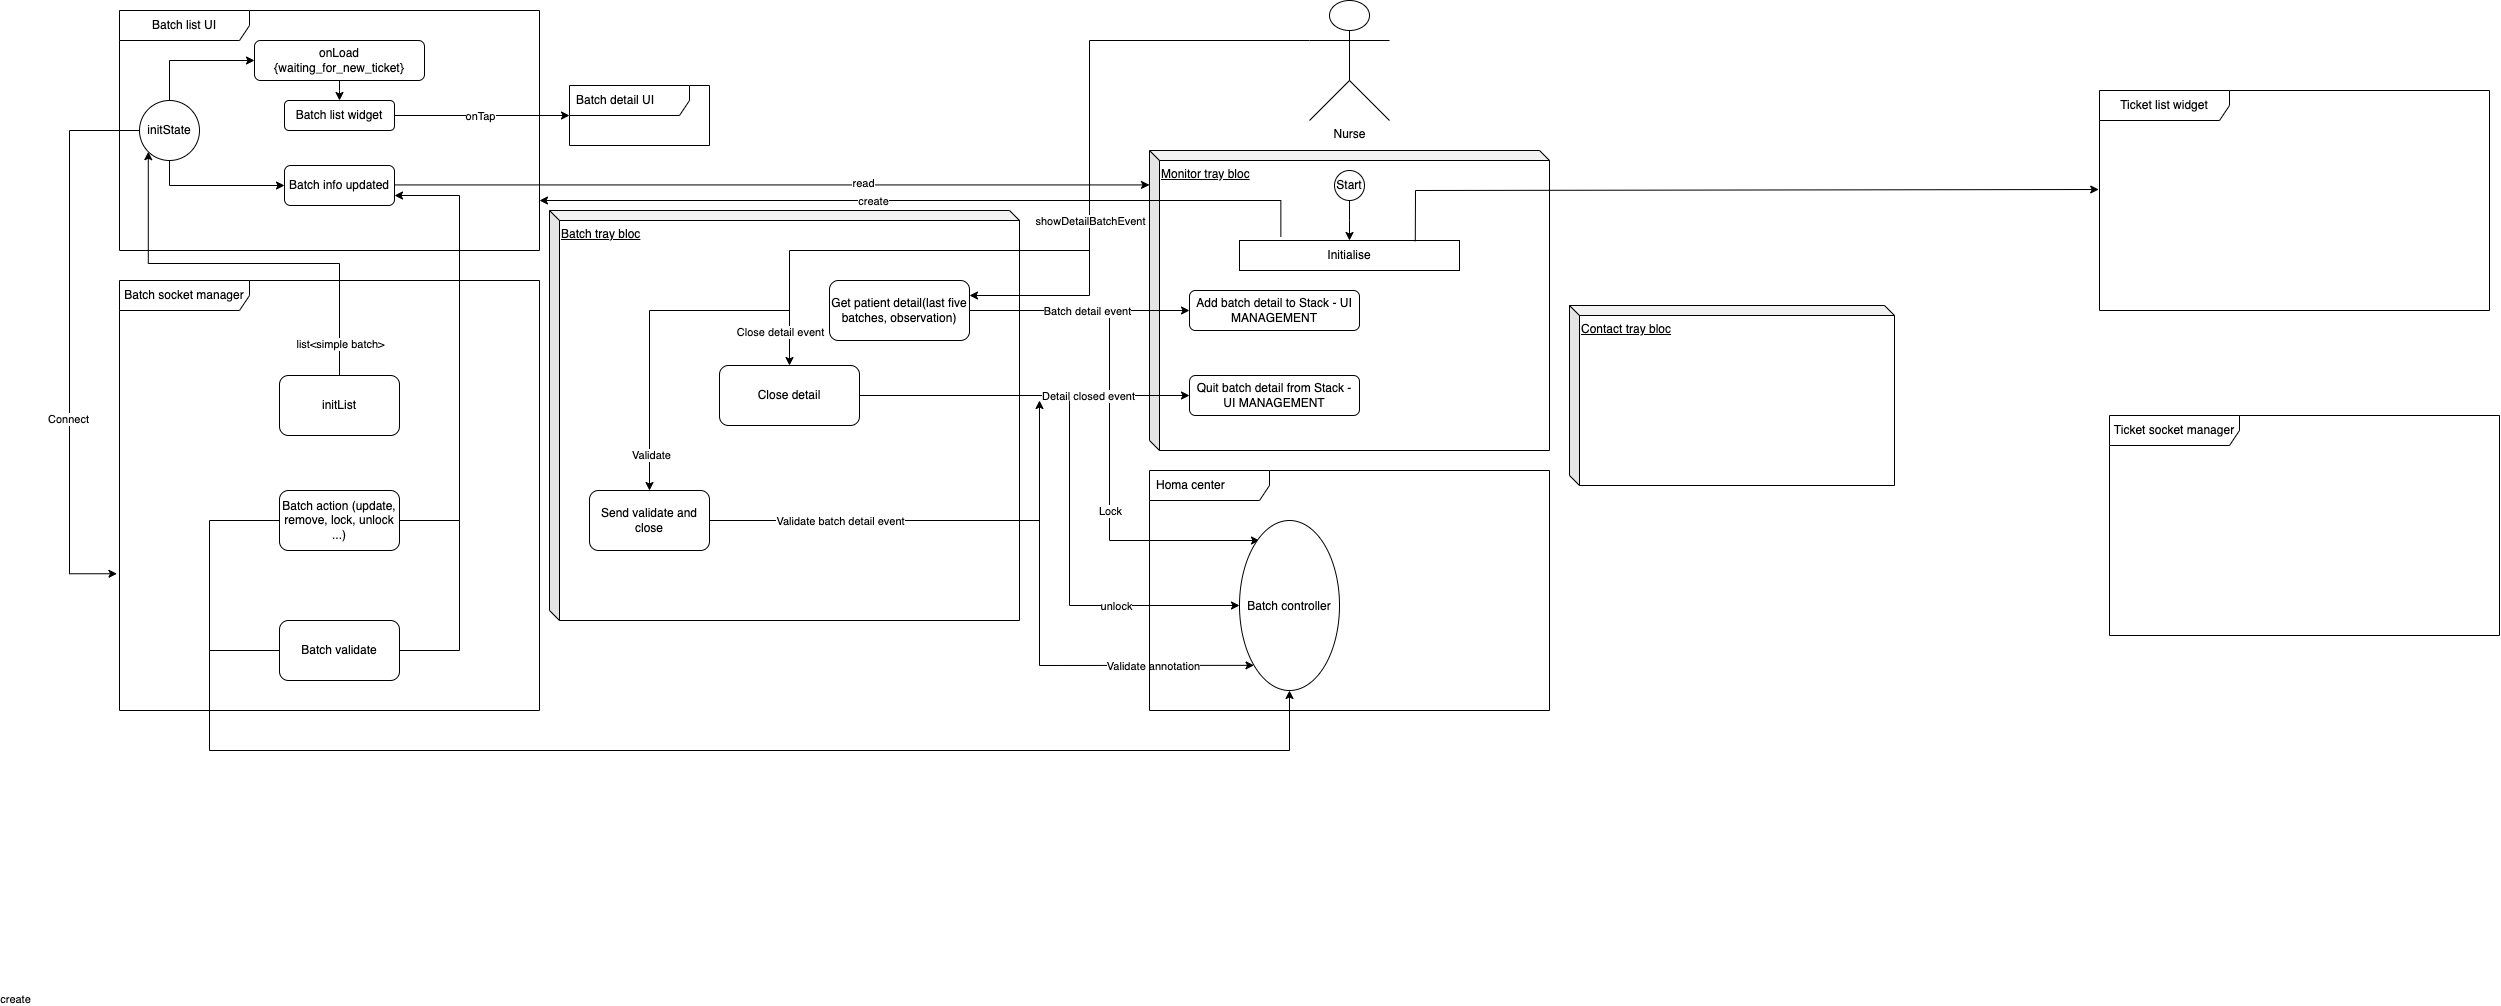 Batch list UI
onLoad
{waiting_for_new_ticket}
Batch list widget
initState
Batch info updated
onTap
Batch detail UI
Nurse
Ticket list widget
read
create
Monitor tray bloc
Start
Initialise
showDetailBatchEvent
Batch tray bloc
Get patient detail(last five
batches, observation)
Batch detail event
Add batch detail to Stack - UI
MANAGEMENT
Close detail event
Close detail
Detail closed event
Quit batch detail from Stack -
UI MANAGEMENT
Contact tray bloc
Batch socket manager
list<simple batch>
initList
Connect
Validate
Ticket socket manager
Batch action (update,
remove, lock, unlock
...)
Send validate and
close
Validate batch detail event
Lock
Homa center
unlock
Batch controller
Batch validate
Validate annotation
create